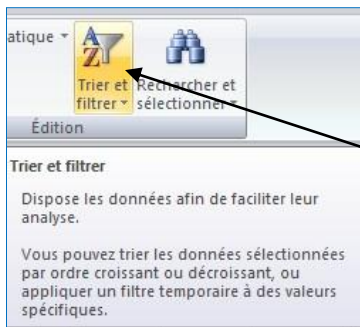 atique
A
Z
Trier et
filtrer
Rechercher et
sélectionner
Édition
Trier et filtrer
Dispose les données afin de faciliter leur
analyse.
Vous pouvez trier les données sélectionnées
par ordre croissant ou décroissant, ou
appliquer un filtre temporaire à des valeurs
spécifiques.